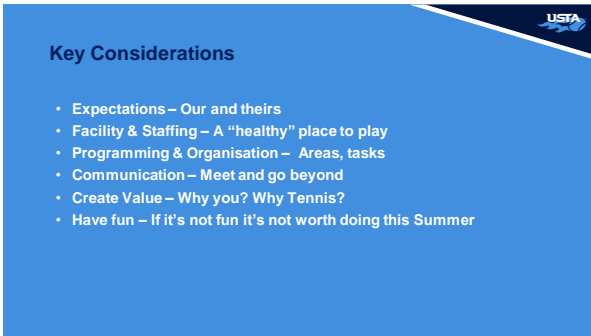 USTA
Key Considerations
• Expectations – Our and theirs
• Facility & Staffing – A “healthy” place to play
• Programming & Organisation – Areas, tasks
• Communication – Meet and go beyond
• Create Value – Why you? Why Tennis?
• Have fun – If it’s not fun it’s not worth doing this Summer